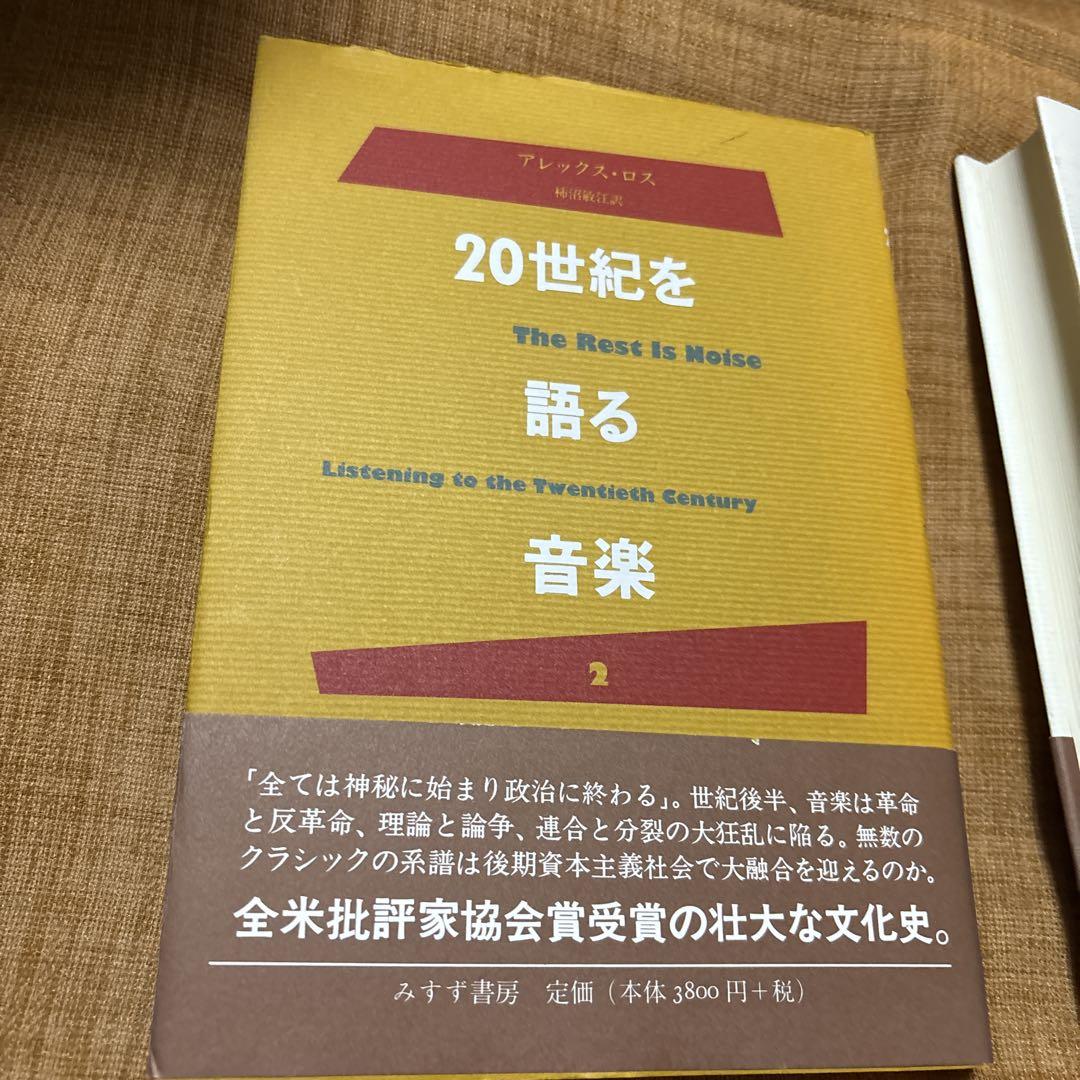 アレックス・ロス
柿沼敏江訳
20世紀を
The Rest Is Noise
語る
Listening to the Twentieth Century
音楽
2
「全ては神秘に始まり政治に終わる」。世紀後半、音楽は革命
と反革命、理論と論争、連合と分裂の大狂乱に陥る。無数の
クラシックの系譜は後期資本主義社会で大融合を迎えるのか。
全米批評家協会賞受賞の壮大な文化史。
みすず書房 定価（本体3800円+税）